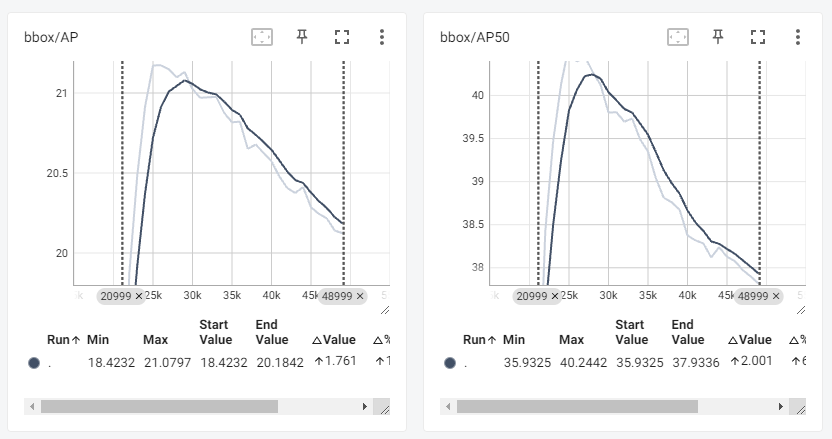 bbox/AP
21
20.5
20
k 20999 × 25k 30k 35k 40k 45k 48999 × 5
Run↑ Min Max Start Value End Value △Value △%
. 18.4232 21.0797 18.4232 20.1842 ↑1.761 ↑1
bbox/AP50
40
39.5
39
38.5
38
k 20999 × 25k 30k 35k 40k 45k 48999 × 5
Run↑ Min Max Start Value End Value △Value △%
. 35.9325 40.2442 35.9325 37.9336 ↑2.001 ↑6